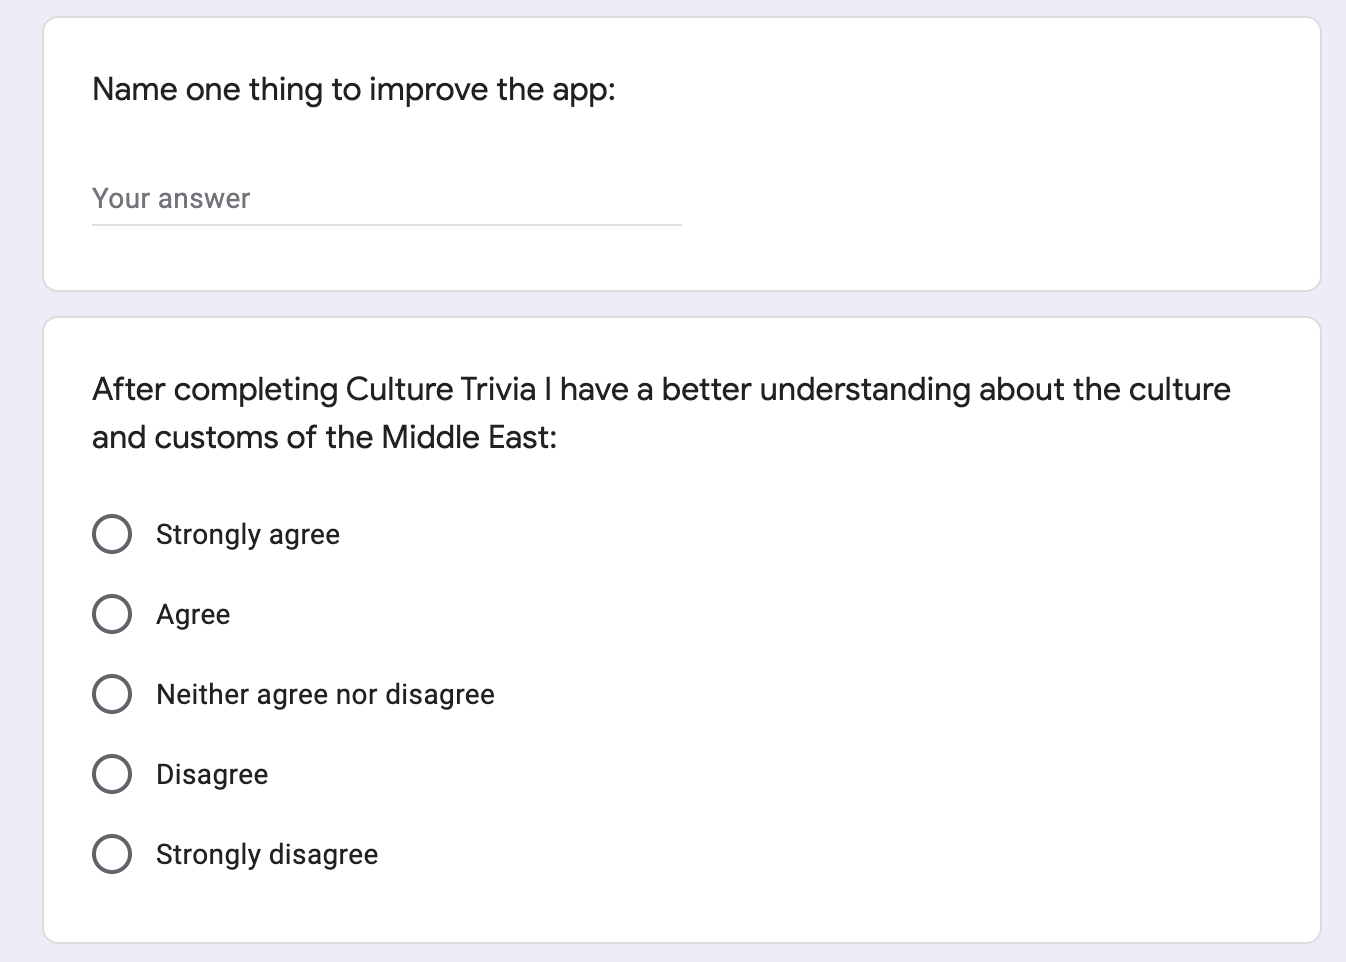 Name one thing to improve the app:
Your answer
After completing Culture Trivia I have a better understanding about the culture
and customs of the Middle East:
Strongly agree
Agree
Neither agree nor disagree
Disagree
Strongly disagree